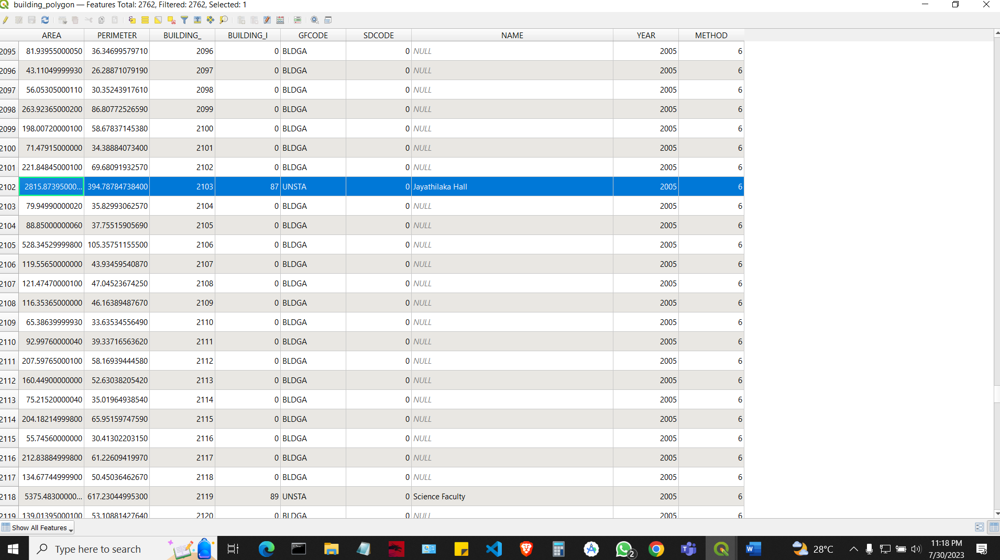 building_polygon — Features Total: 2762, Filtered: 2762, Selected: 1
AREA PERIMETER BUILDING_ BUILDING_I GFCODE SDCODE NAME YEAR METHOD
2095 81.93955000050 36.34699579710 2096 0 BLDGA 0 NULL 2005 6
2096 43.11049999930 26.28871079190 2097 0 BLDGA 0 NULL 2005 6
2097 56.05305000110 30.35243917610 2098 0 BLDGA 0 NULL 2005 6
2098 263.92365000200 86.80772526590 2099 0 BLDGA 0 NULL 2005 6
2099 198.00720000100 58.67837145380 2100 0 BLDGA 0 NULL 2005 6
2100 71.47915000000 34.38884073400 2101 0 BLDGA 0 NULL 2005 6
2101 221.84845000100 69.68091932570 2102 0 BLDGA 0 NULL 2005 6
2102 2815.87395000... 394.78784738400 2103 87 UNSTA 0 Jayathilaka Hall 2005 6
2103 79.94990000020 35.82993062570 2104 0 BLDGA 0 NULL 2005 6
2104 88.85000000060 37.75515905690 2105 0 BLDGA 0 NULL 2005 6
2105 528.34529999800 105.35751155500 2106 0 BLDGA 0 NULL 2005 6
2106 119.55650000000 43.93459540870 2107 0 BLDGA 0 NULL 2005 6
2107 121.47470000100 47.04523674250 2108 0 BLDGA 0 NULL 2005 6
2108 116.35365000000 46.16389487670 2109 0 BLDGA 0 NULL 2005 6
2109 65.38639999930 33.63534556490 2110 0 BLDGA 0 NULL 2005 6
2110 92.99760000040 39.33716563620 2111 0 BLDGA 0 NULL 2005 6
2111 207.59765000100 58.16939444580 2112 0 BLDGA 0 NULL 2005 6
2112 160.44900000000 52.63038205420 2113 0 BLDGA 0 NULL 2005 6
2113 75.21520000040 35.01964938540 2114 0 BLDGA 0 NULL 2005 6
2114 204.18214999800 65.95159747590 2115 0 BLDGA 0 NULL 2005 6
2115 55.74560000000 30.41302203150 2116 0 BLDGA 0 NULL 2005 6
2116 212.83884999800 61.22609419970 2117 0 BLDGA 0 NULL 2005 6
2117 134.67744999900 50.45036462670 2118 0 BLDGA 0 NULL 2005 6
2118 5375.48300000... 617.23044995300 2119 89 UNSTA 0 Science Faculty 2005 6
2119 139.01395000100 53.10881427640 2120 0 BLDGA 0 NULL 2005 6
Show All Features
Type here to search
2
W
28°C
11:18 PM
7/30/2023